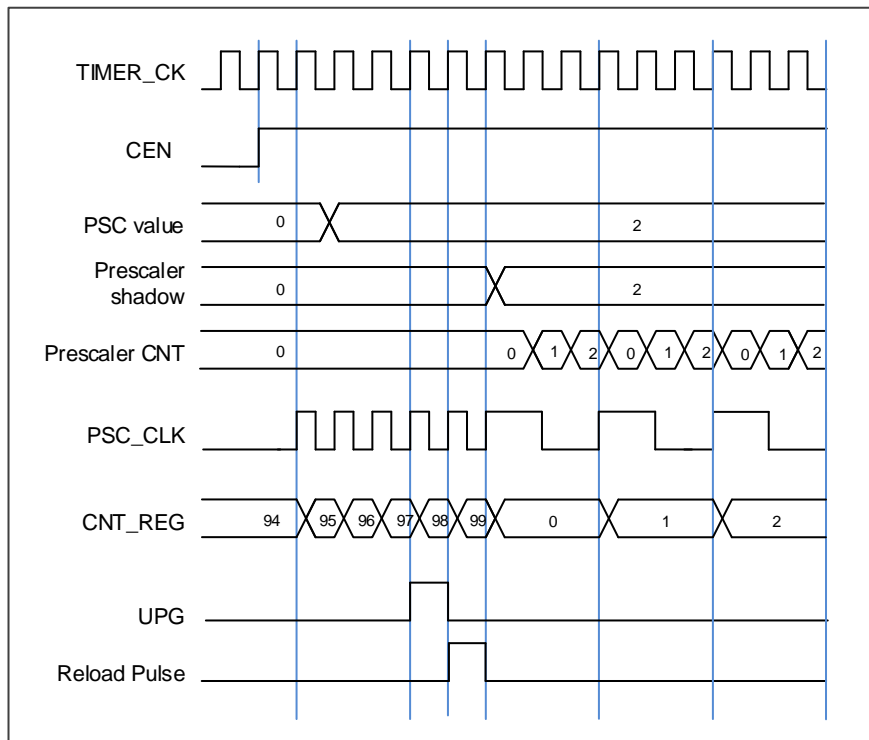 TIMER_CK
CEN
PSC value 0 2
Prescaler
shadow 0 2
Prescaler CNT 0 0 1 2 0 1 2 0 1 2
PSC_CLK
CNT_REG 94 95 96 97 98 99 0 1 2
UPG
Reload Pulse